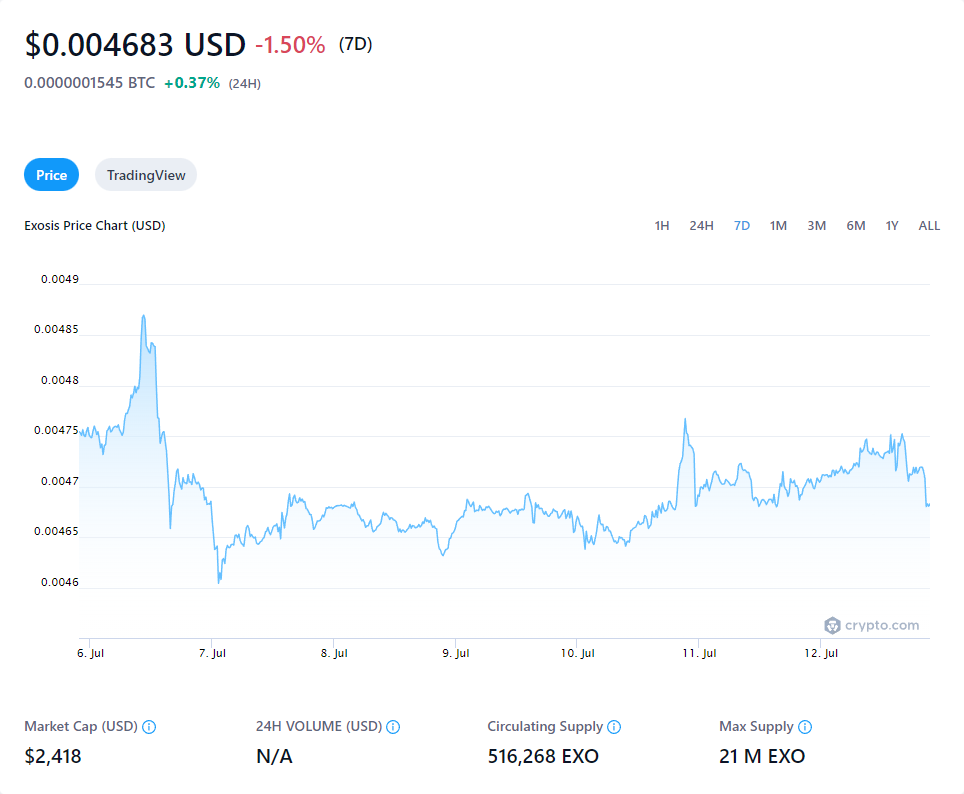 $0.004683 USD -1.50% (7D)
0.0000001545 BTC +0.37% (24H)
Price TradingView
Exosis Price Chart (USD) 1H 24H 7D 1M 3M 6M 1Y ALL
0.0049
0.00485
0.0048
0.00475
0.0047
0.00465
0.0046
crypto.com
6. Jul 7. Jul 8. Jul 9. Jul 10. Jul 11. Jul 12. Jul
Market Cap (USD) 24H VOLUME (USD) Circulating Supply Max Supply
$2,418 N/A 516,268 EXO 21 M EXO